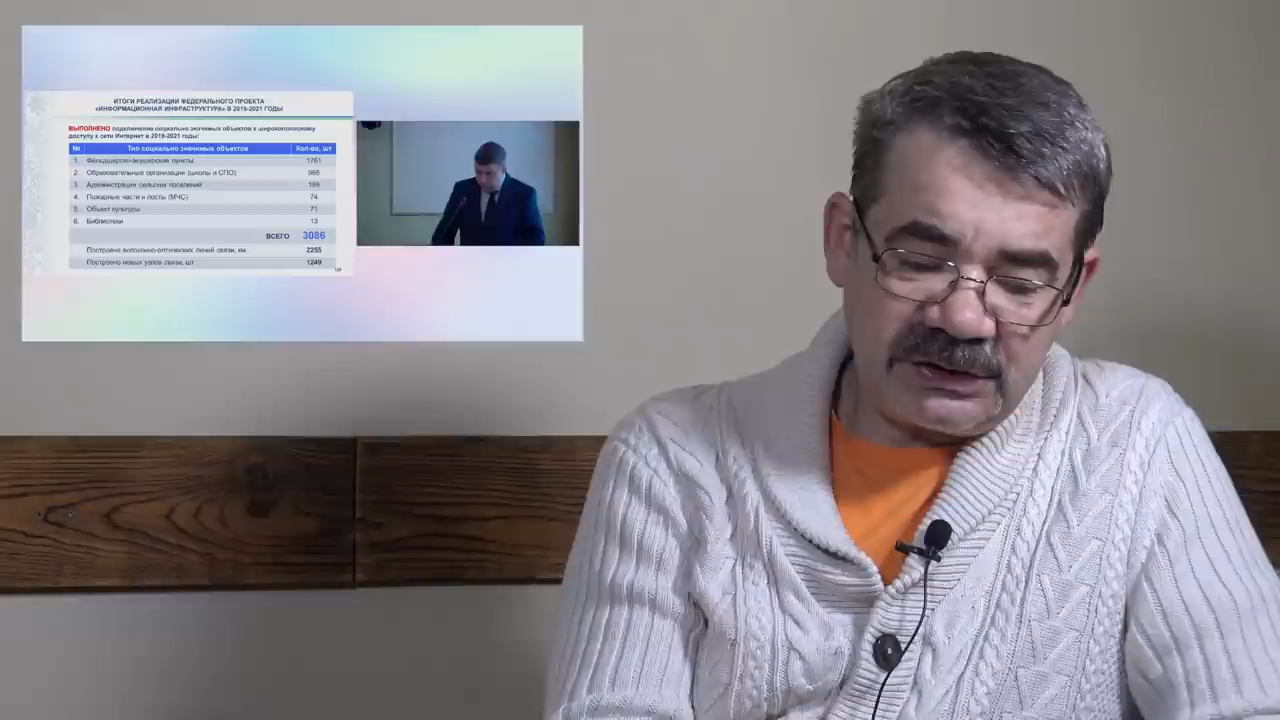 ИТОГИ РЕАЛИЗАЦИИ ФЕДЕРАЛЬНОГО ПРОЕКТА
«ИНФОРМАЦИОННАЯ ИНФРАСТРУКТУРА» В 2019-2021 ГОДЫ
ВЫПОЛНЕНО подключение социально значимых объектов к широкополосному
доступу к сети Интернет в 2019-2021 годы:
№ Тип социально значимых объектов Кол-во, шт
1. Фельдшерско-акушерские пункты 1761
2. Образовательные организации (школы и СПО) 968
3. Администрации сельских поселений 199
4. Пожарные части и посты (МЧС) 74
5. Объект культуры 71
6. Библиотеки 13
ВСЕГО 3086
Построено волоконно-оптических линий связи, км 2255
Построено новых узлов связи, шт 1249